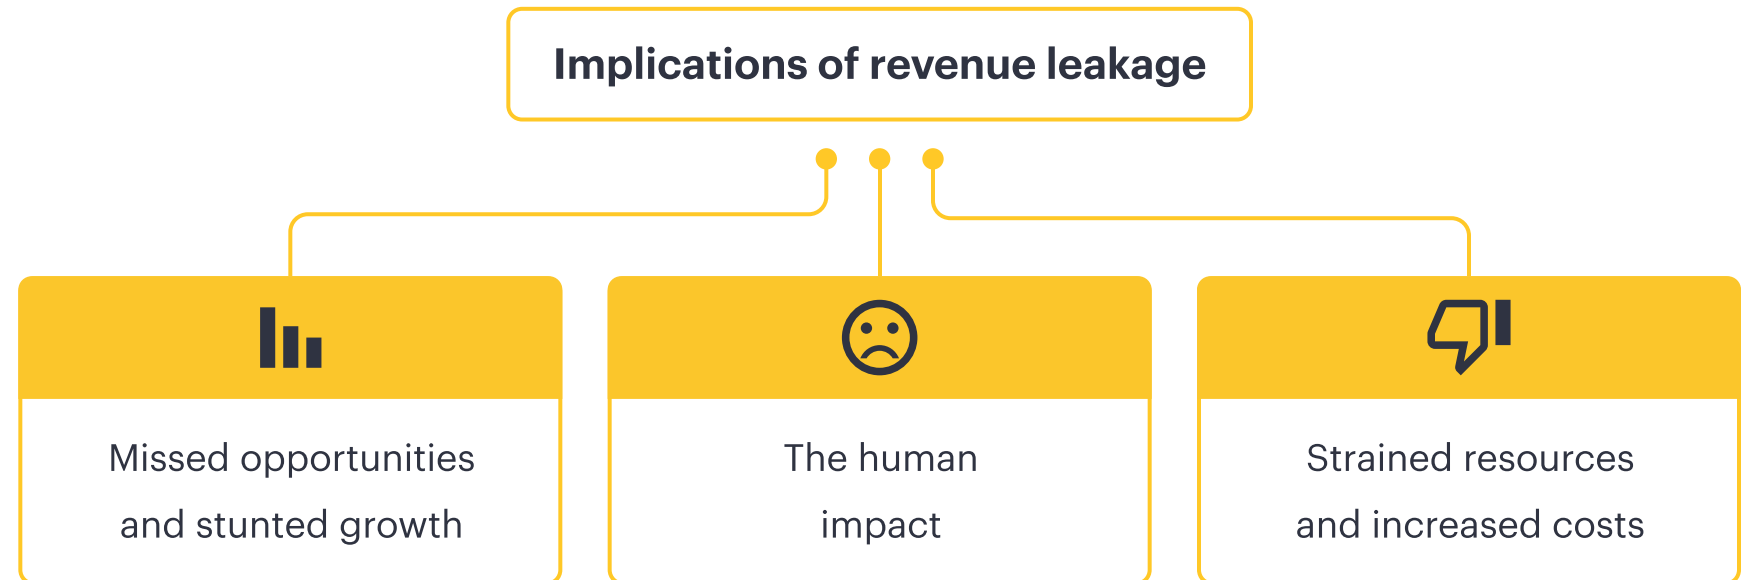 Implications of revenue leakage
Missed opportunities
and stunted growth
The human
impact
Strained resources
and increased costs